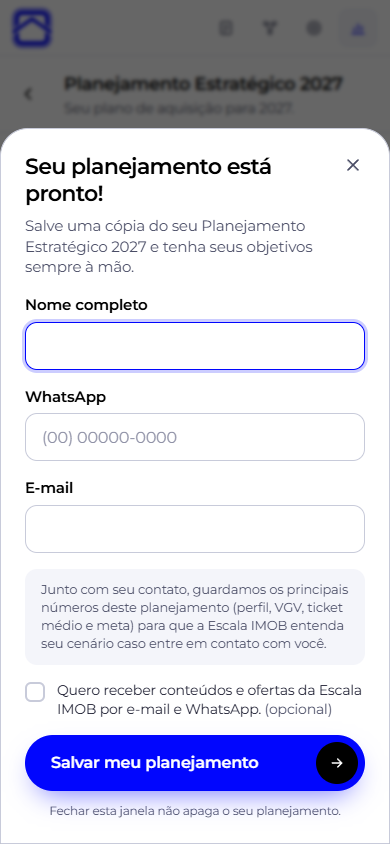 Planejamento Estratégico 2027
Seu plano de aquisição para 2027.
Seu planejamento está
pronto!
Salve uma cópia do seu Planejamento
Estratégico 2027 e tenha seus objetivos
sempre à mão.
Nome completo
WhatsApp
(00) 00000-0000
E-mail
Junto com seu contato, guardamos os principais
números deste planejamento (perfil, VGV, ticket
médio e meta) para que a Escala IMOB entenda
seu cenário caso entre em contato com você.
Quero receber conteúdos e ofertas da Escala
IMOB por e-mail e WhatsApp. (opcional)
Salvar meu planejamento
Fechar esta janela não apaga o seu planejamento.